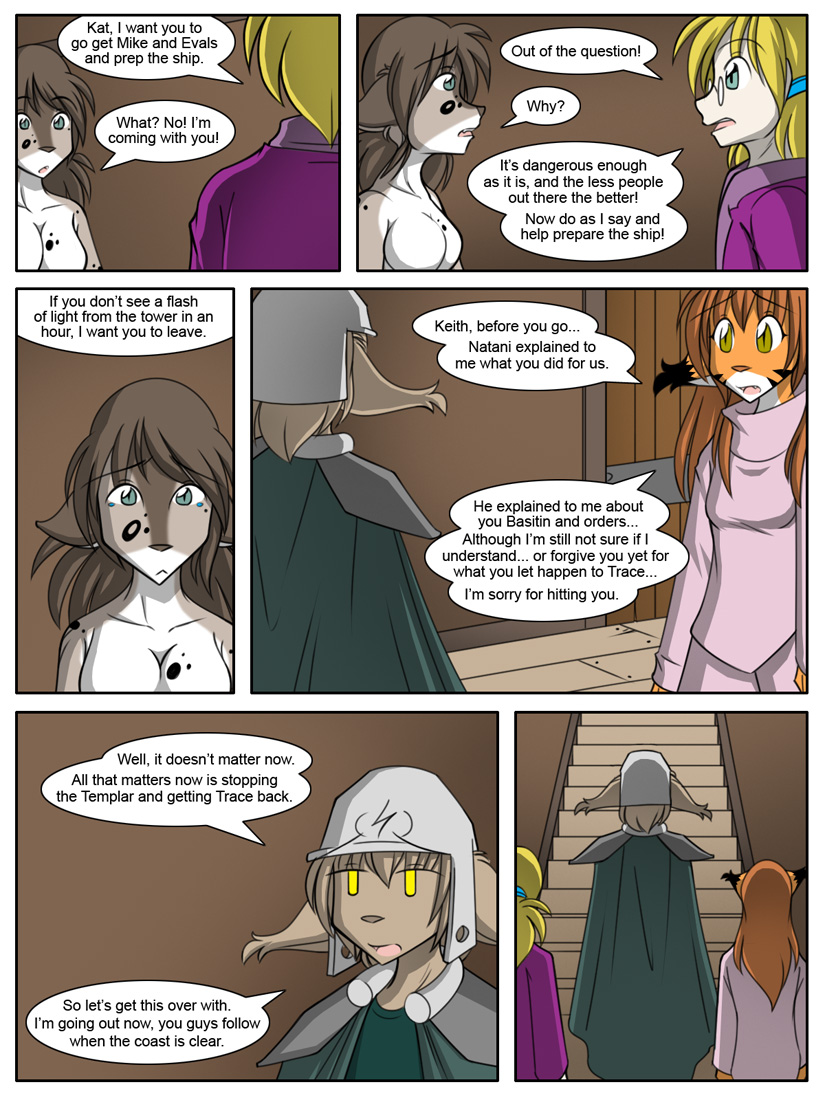 Kat, I want you to
go get Mike and Evals
and prep the ship.
What? No! I'm
coming with you!
Out of the question!
Why?
It's dangerous enough
as it is, and the less people
out there the better!
Now do as I say and
help prepare the ship!
If you don't see a flash
of light from the tower in an
hour, I want you to leave.
Keith, before you go...
Natani explained to
me what you did for us.
He explained to me about
you Basitin and orders...
Although I'm still not sure if I
understand... or forgive you yet for
what you let happen to Trace...
I'm sorry for hitting you.
Well, it doesn't matter now.
All that matters now is stopping
the Templar and getting Trace back.
So let's get this over with.
I'm going out now, you guys follow
when the coast is clear.